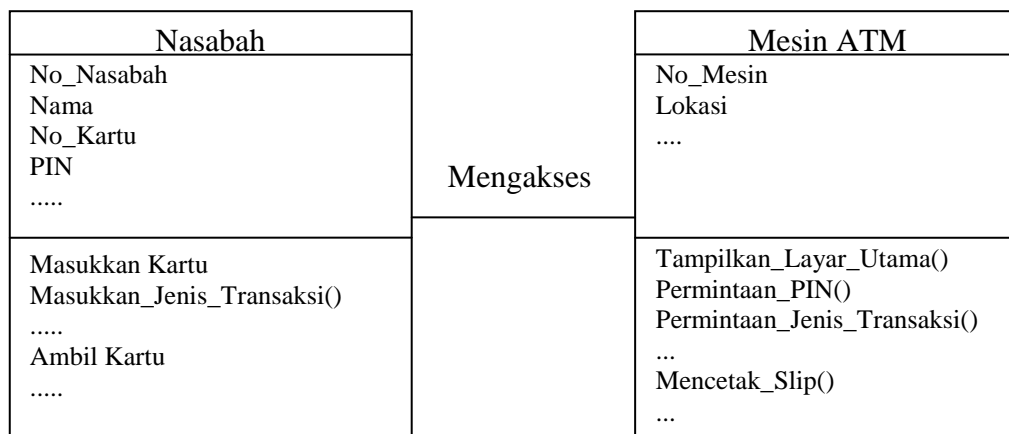 Nasabah
No_Nasabah
Nama
No_Kartu
PIN
.....
Masukkan Kartu
Masukkan_Jenis_Transaksi()
.....
Ambil Kartu
.....
Mengakses
Mesin ATM
No_Mesin
Lokasi
....
Tampilkan_Layar_Utama()
Permintaan_PIN()
Permintaan_Jenis_Transaksi()
...
Mencetak_Slip()
...